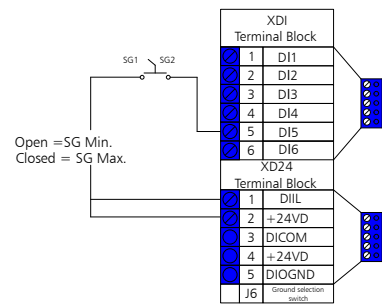 XDI
Terminal Block
SG1 SG2
1 DI1
2 DI2
3 DI3
4 DI4
5 DI5
6 DI6
Open =SG Min.
Closed = SG Max.
XD24
Terminal Block
1 DIIL
2 +24VD
3 DICOM
4 +24VD
5 DIOGND
J6 Ground selection
switch